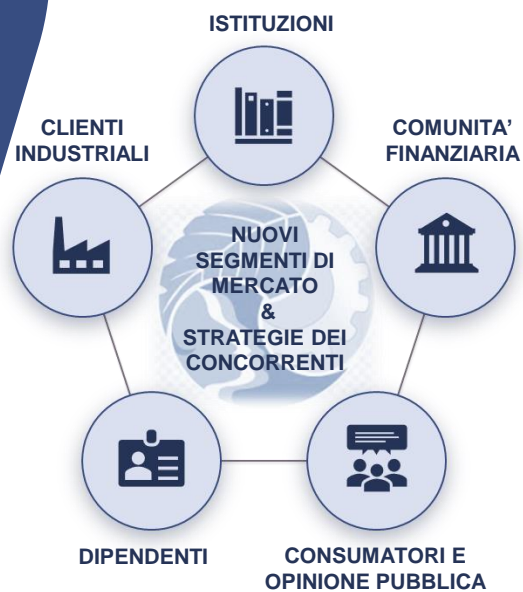 ISTITUZIONI
CLIENTI
INDUSTRIALI
COMUNITA'
FINANZIARIA
NUOVI
SEGMENTI DI
MERCATO
&
STRATEGIE DEI
CONCORRENTI
DIPENDENTI
CONSUMATORI E
OPINIONE PUBBLICA